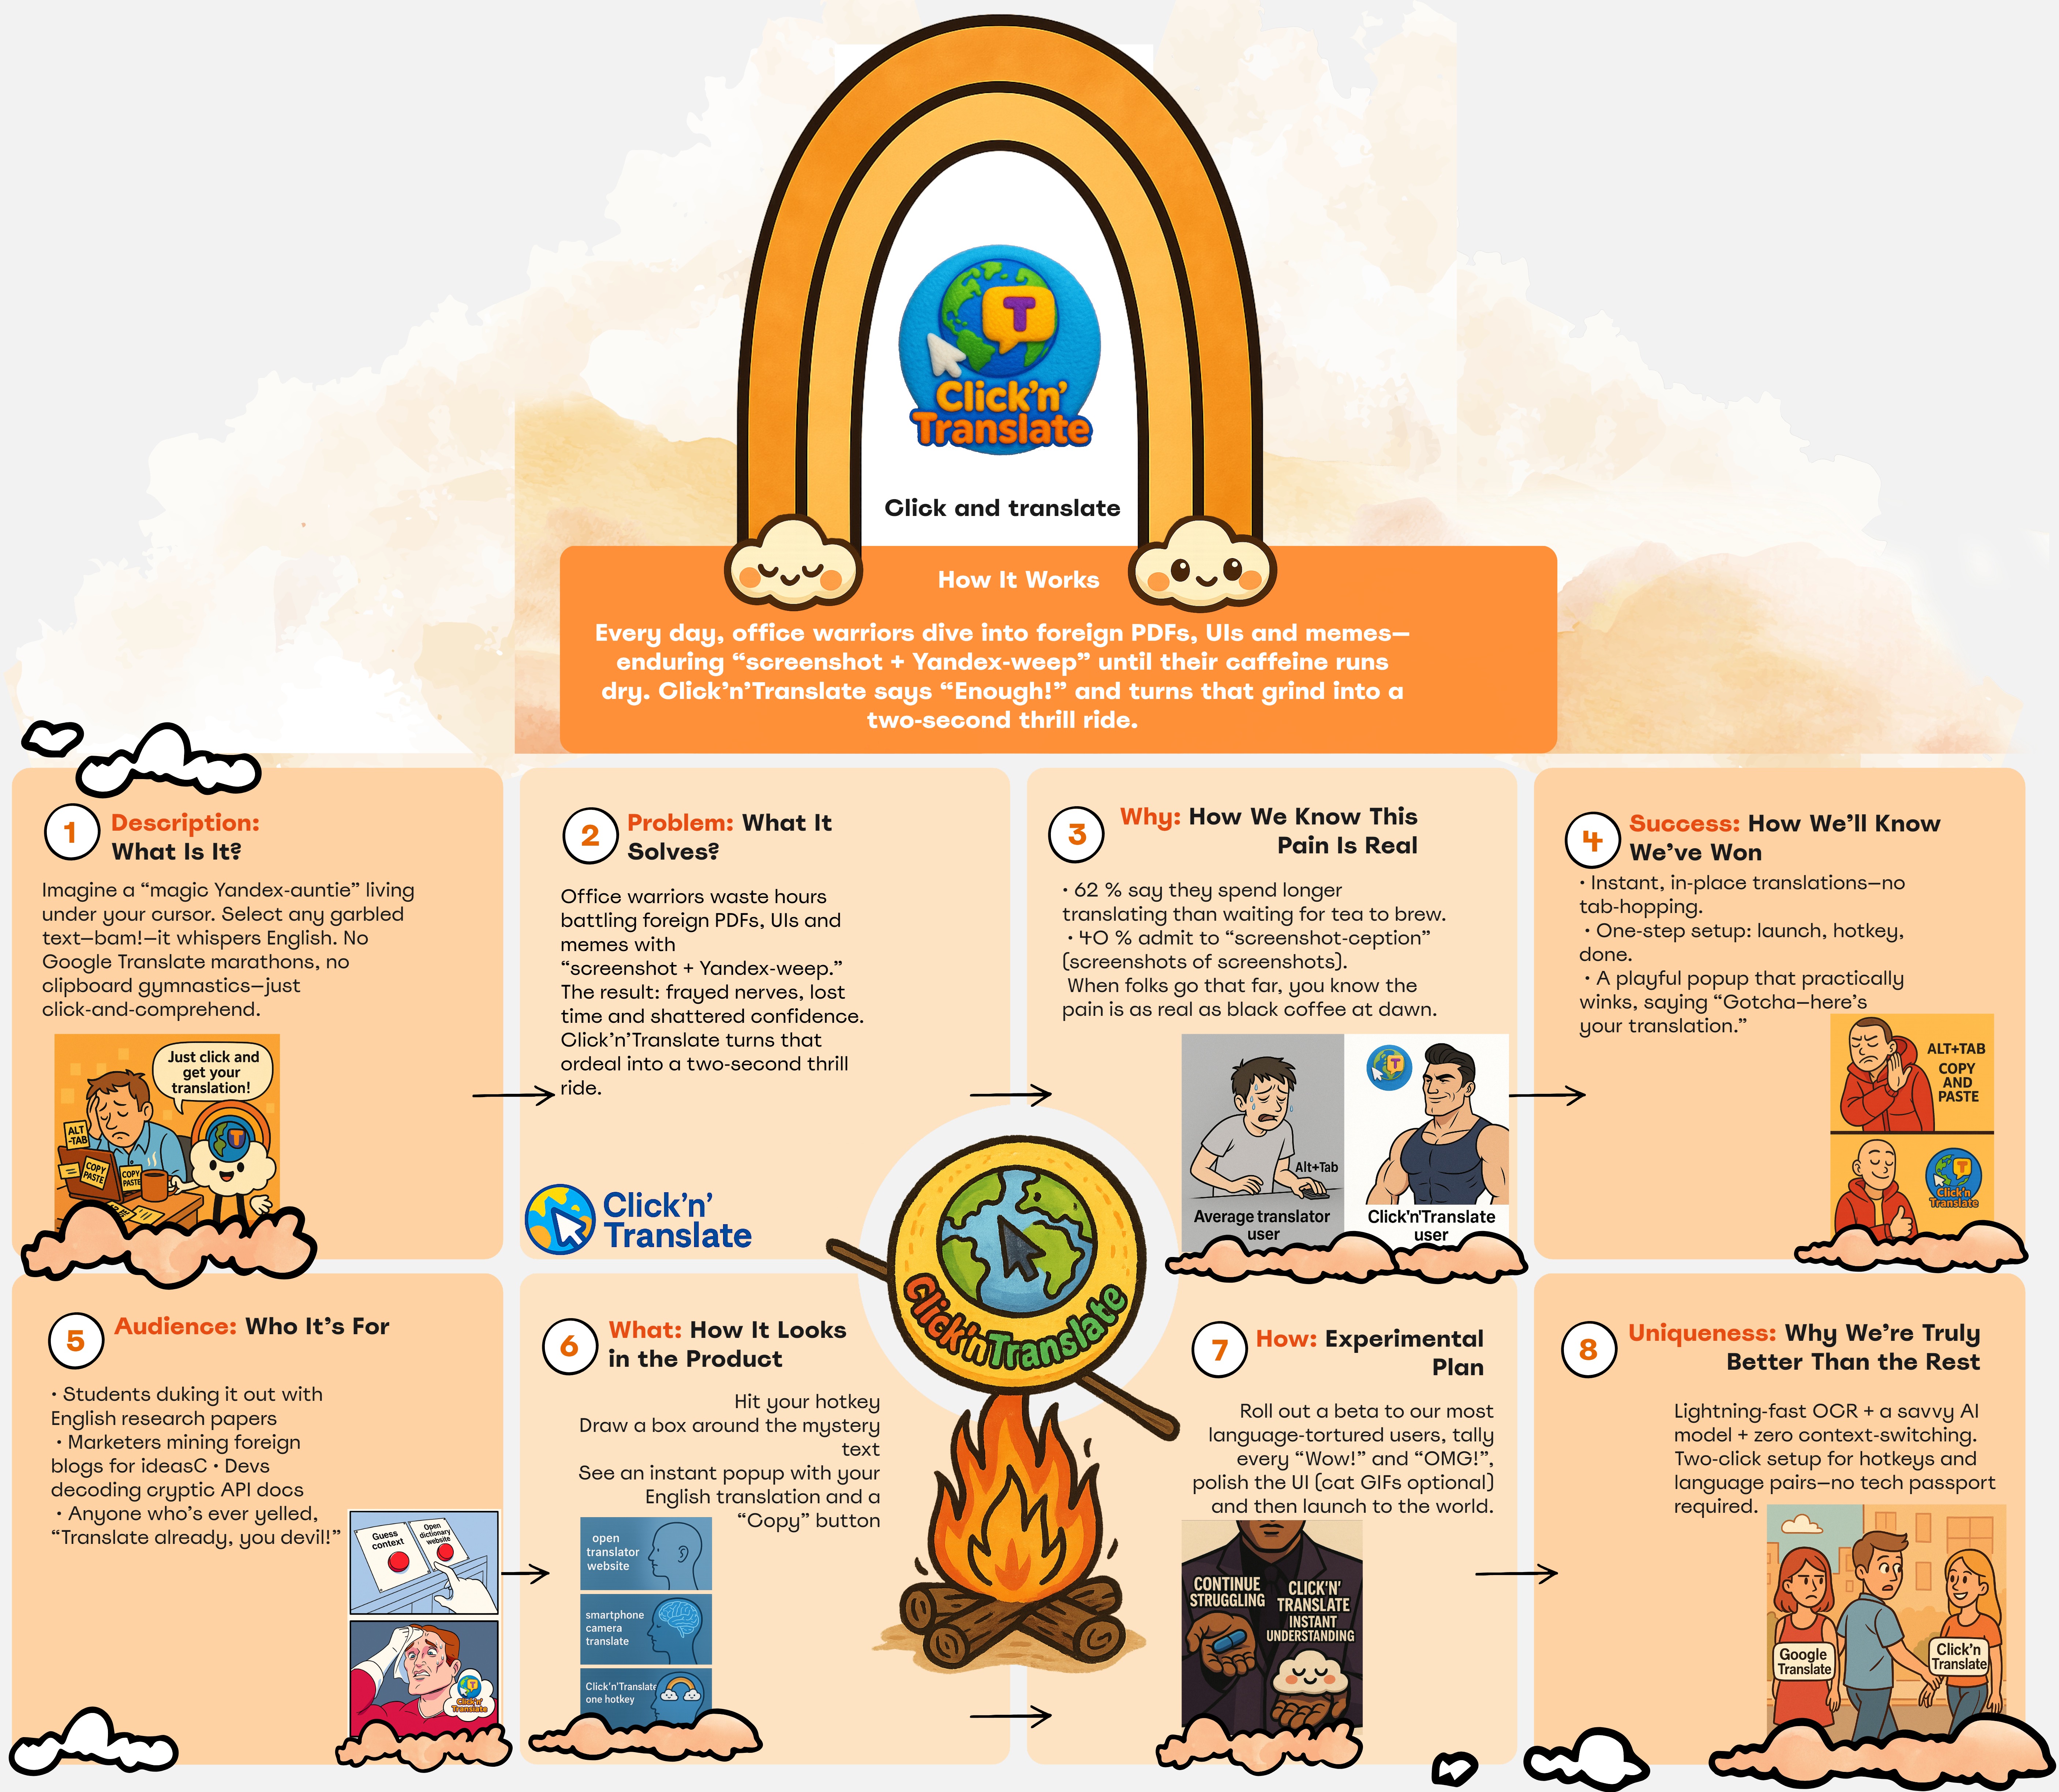 T
Click'n'
Translate
Click and translate
How It Works
Every day, office warriors dive into foreign PDFs, UIs and memes—
enduring “screenshot + Yandex-weep” until their caffeine runs
dry. Click’n’Translate says “Enough!” and turns that grind into a
two-second thrill ride.
1
Description:
What Is It?
Imagine a “magic Yandex-auntie” living
under your cursor. Select any garbled
text—bam!—it whispers English. No
Google Translate marathons, no
clipboard gymnastics—just
click-and-comprehend.
Just click and
get your
translation!
ALT
-TAB
COPY
PASTE
COPY
PASTE
T
2
Problem: What It
Solves?
Office warriors waste hours
battling foreign PDFs, UIs and
memes with
“screenshot + Yandex-weep.”
The result: frayed nerves, lost
time and shattered confidence.
Click’n’Translate turns that
ordeal into a two-second thrill
ride.
Click'n'
Translate
3
Why: How We Know This
Pain Is Real
• 62 % say they spend longer
translating than waiting for tea to brew.
• 40 % admit to “screenshot-ception”
(screenshots of screenshots).
When folks go that far, you know the
pain is as real as black coffee at dawn.
T
Alt+Tab
Average translator
user
Click'n'Translate
user
4
Success: How We’ll Know
We’ve Won
• Instant, in-place translations—no
tab-hopping.
• One-step setup: launch, hotkey,
done.
• A playful popup that practically
winks, saying “Gotcha—here’s
your translation.”
ALT+TAB
COPY
AND
PASTE
T
Click'n
Translate
Click'nTranslate
5
Audience: Who It’s For
• Students duking it out with
English research papers
• Marketers mining foreign
blogs for ideasC • Devs
decoding cryptic API docs
• Anyone who’s ever yelled,
“Translate already, you devil!”
Guess
context
Open
dictionary
website
T
Click'n'
Translate
6
What: How It Looks
in the Product
Hit your hotkey
Draw a box around the mystery
text
See an instant popup with your
English translation and a
“Copy” button
open
translator
website
smartphone
camera
translate
Click'n'Translate
one hotkey
7
How: Experimental
Plan
Roll out a beta to our most
language-tortured users, tally
every “Wow!” and “OMG!”,
polish the UI (cat GIFs optional)
and then launch to the world.
CONTINUE
STRUGGLING
CLICK'N'
TRANSLATE
INSTANT
UNDERSTANDING
8
Uniqueness: Why We’re Truly
Better Than the Rest
Lightning-fast OCR + a savvy AI
model + zero context-switching.
Two-click setup for hotkeys and
language pairs—no tech passport
required.
Google
Translate
Click'n
Translate